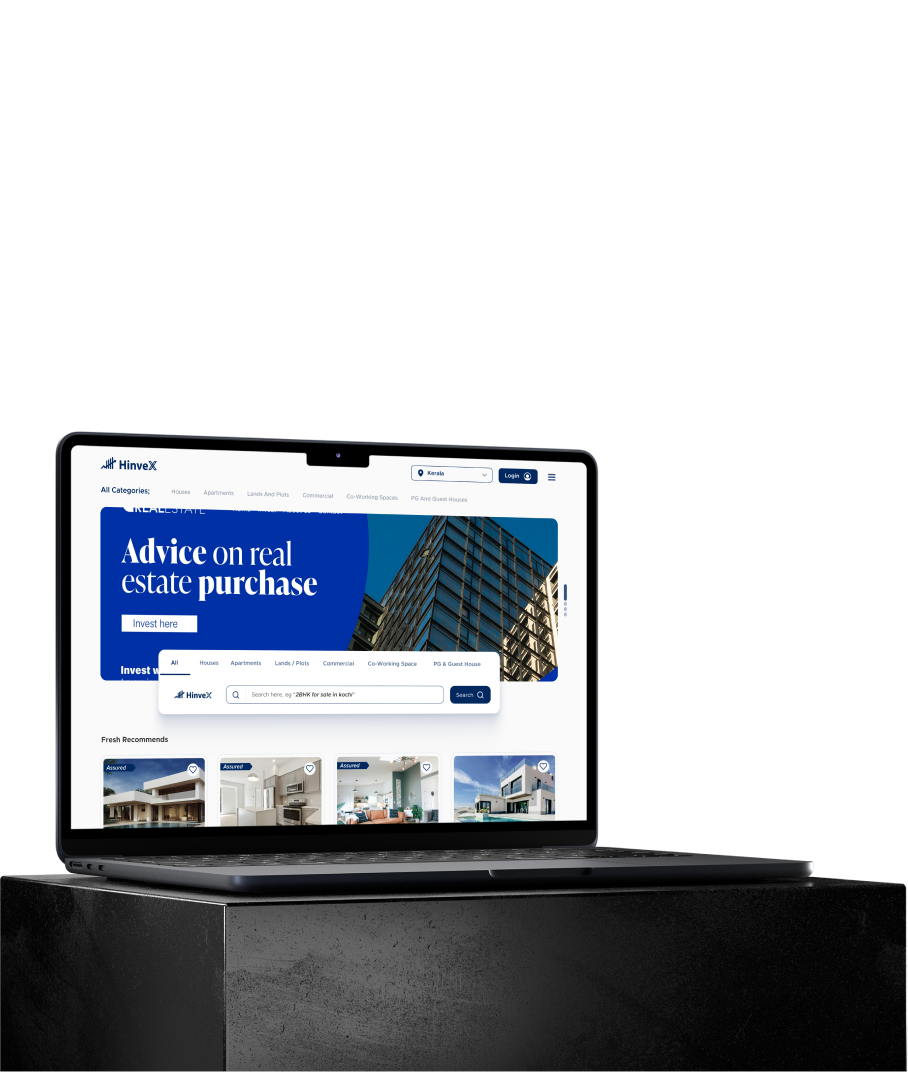 HinveX
Kerala
Login
All Categories;
Houses
Apartments
Lands And Plots
Commercial
Co-Working Spaces
PG And Guest Houses
REALESTATE
Advice on real
estate purchase
Invest here
Invest w
All
Houses
Apartments
Lands / Plots
Commercial
Co-Working Space
PG & Guest House
HinveX
Search here, eg "2BHK for sale in kochi"
Search
Fresh Recommends
Assured
Assured
Assured